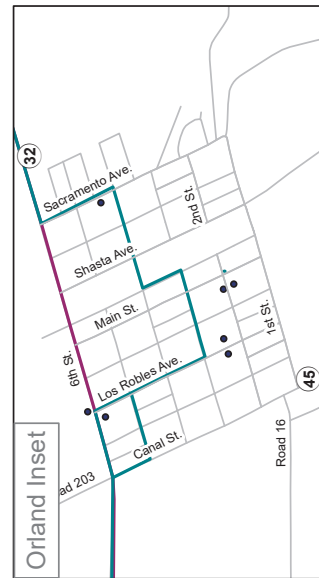 Orland Inset
32
Sacramento Ave.
Shasta Ave.
2nd St.
Main St.
6th St.
Los Robles Ave.
1st St.
Canal St.
ad 203
Road 16
45